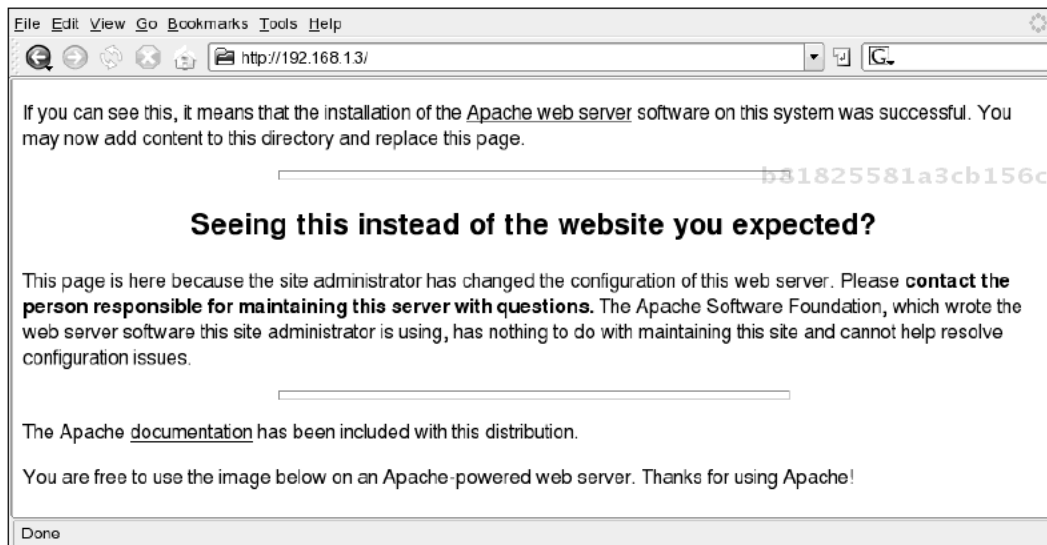 File Edit View Go Bookmarks Tools Help
http://192.168.1.3/
G
If you can see this, it means that the installation of the Apache web server software on this system was successful. You
may now add content to this directory and replace this page.
b81825581a3cb156c
Seeing this instead of the website you expected?
This page is here because the site administrator has changed the configuration of this web server. Please contact the
person responsible for maintaining this server with questions. The Apache Software Foundation, which wrote the
web server software this site administrator is using, has nothing to do with maintaining this site and cannot help resolve
configuration issues.
The Apache documentation has been included with this distribution.
You are free to use the image below on an Apache-powered web server. Thanks for using Apache!
Done